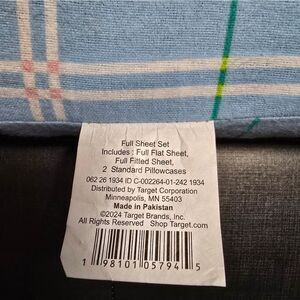 Full Sheet Set
Includes : Full Flat Sheet,
Full Fitted Sheet,
2 Standard Pillowcases
062 26 1934 ID C-002264-01-242 1934
Distributed by Target Corporation
Minneapolis, MN 55403
Made in Pakistan
©2024 Target Brands, Inc.
All Rights Reserved Shop Target.com
1 98101 05794 5